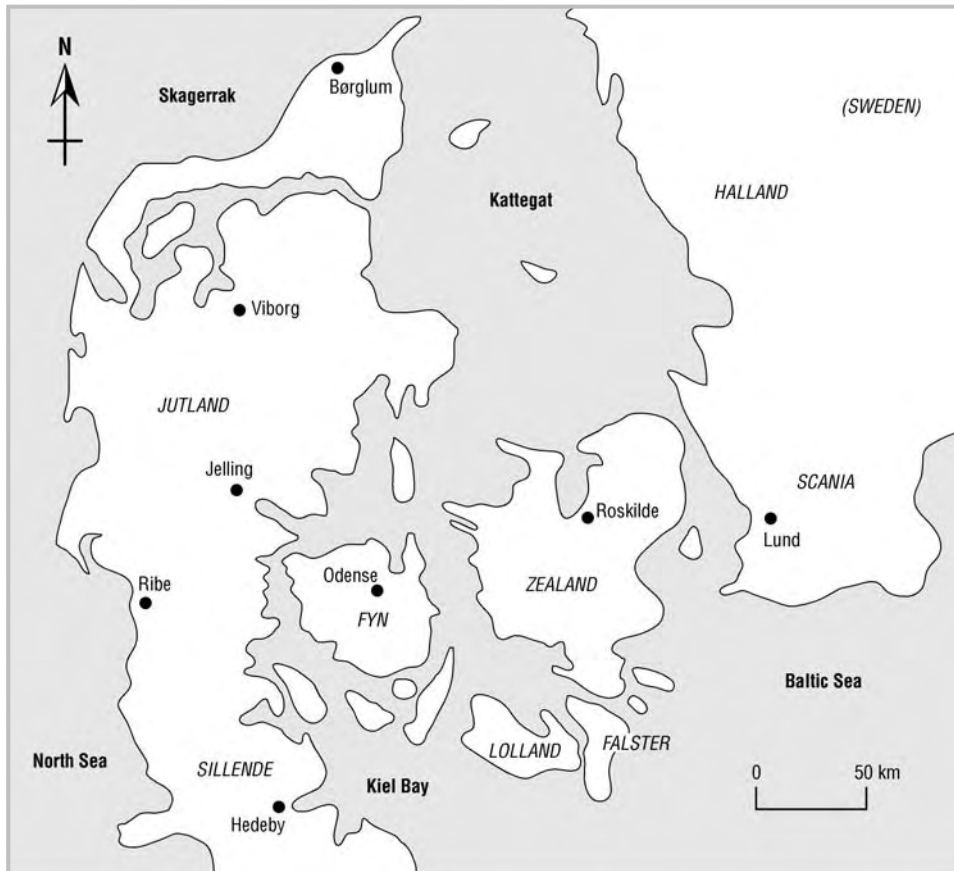 N
Børglum
Skagerrak
(SWEDEN)
HALLAND
Kattegat
Viborg
JUTLAND
Jelling
SCANIA
Roskilde
Lund
Ribe
Odense
ZEALAND
FYN
Baltic Sea
LOLLAND
FALSTER
North Sea
SILLENDE
Kiel Bay
0 50 km
Hedeby